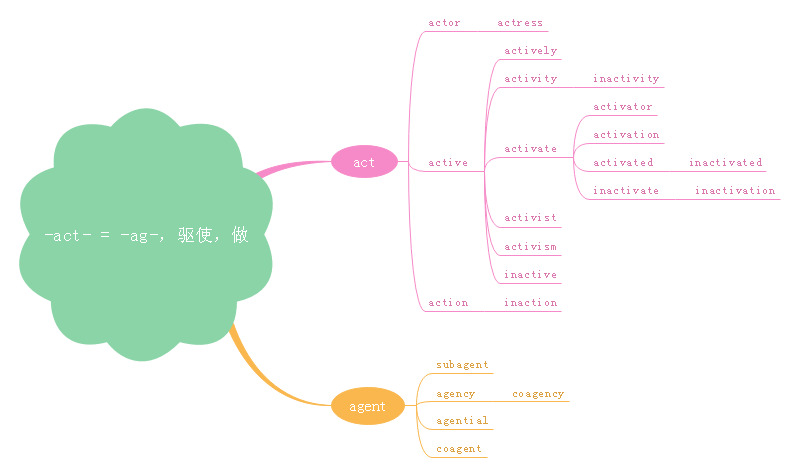 -act- = -ag-, 驱使, 做
act
actor
actress
active
actively
activity
inactivity
activate
activator
activation
activated
inactivated
inactivate
inactivation
activist
activism
inactive
action
inaction
agent
subagent
agency
coagency
agential
coagent